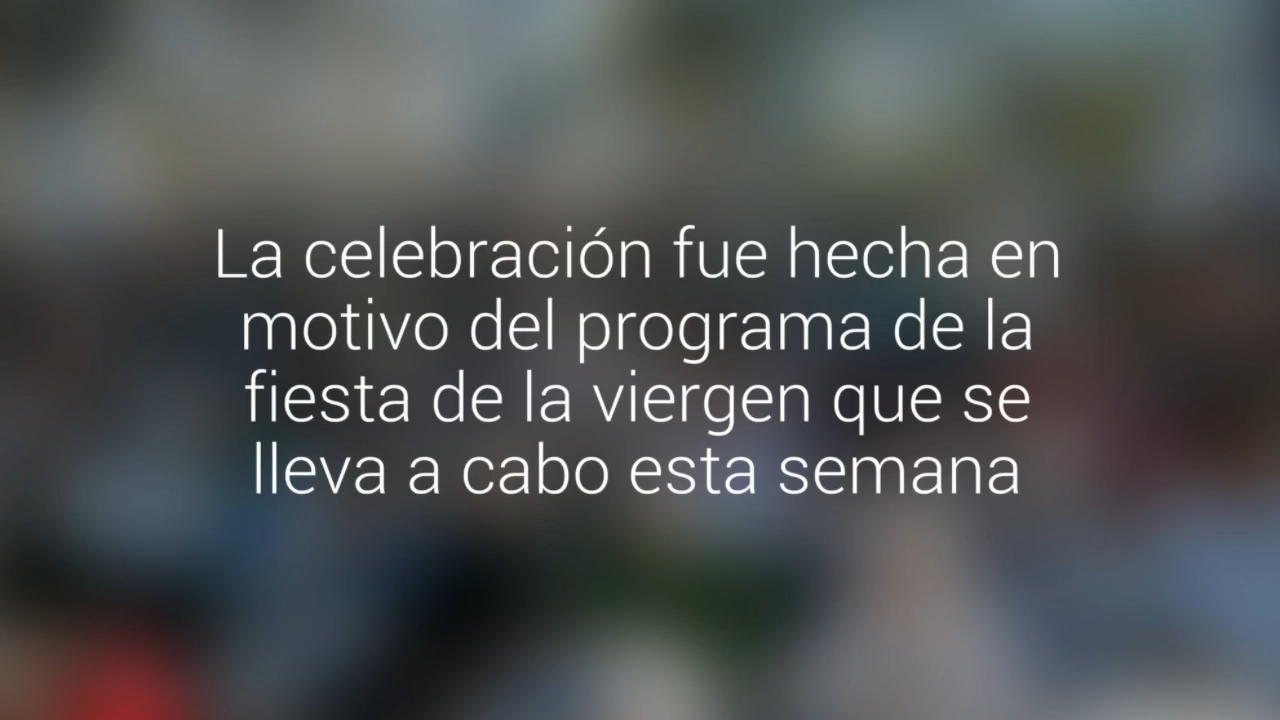 La celebración fue hecha en
motivo del programa de la
fiesta de la viergen que se
lleva a cabo esta semana